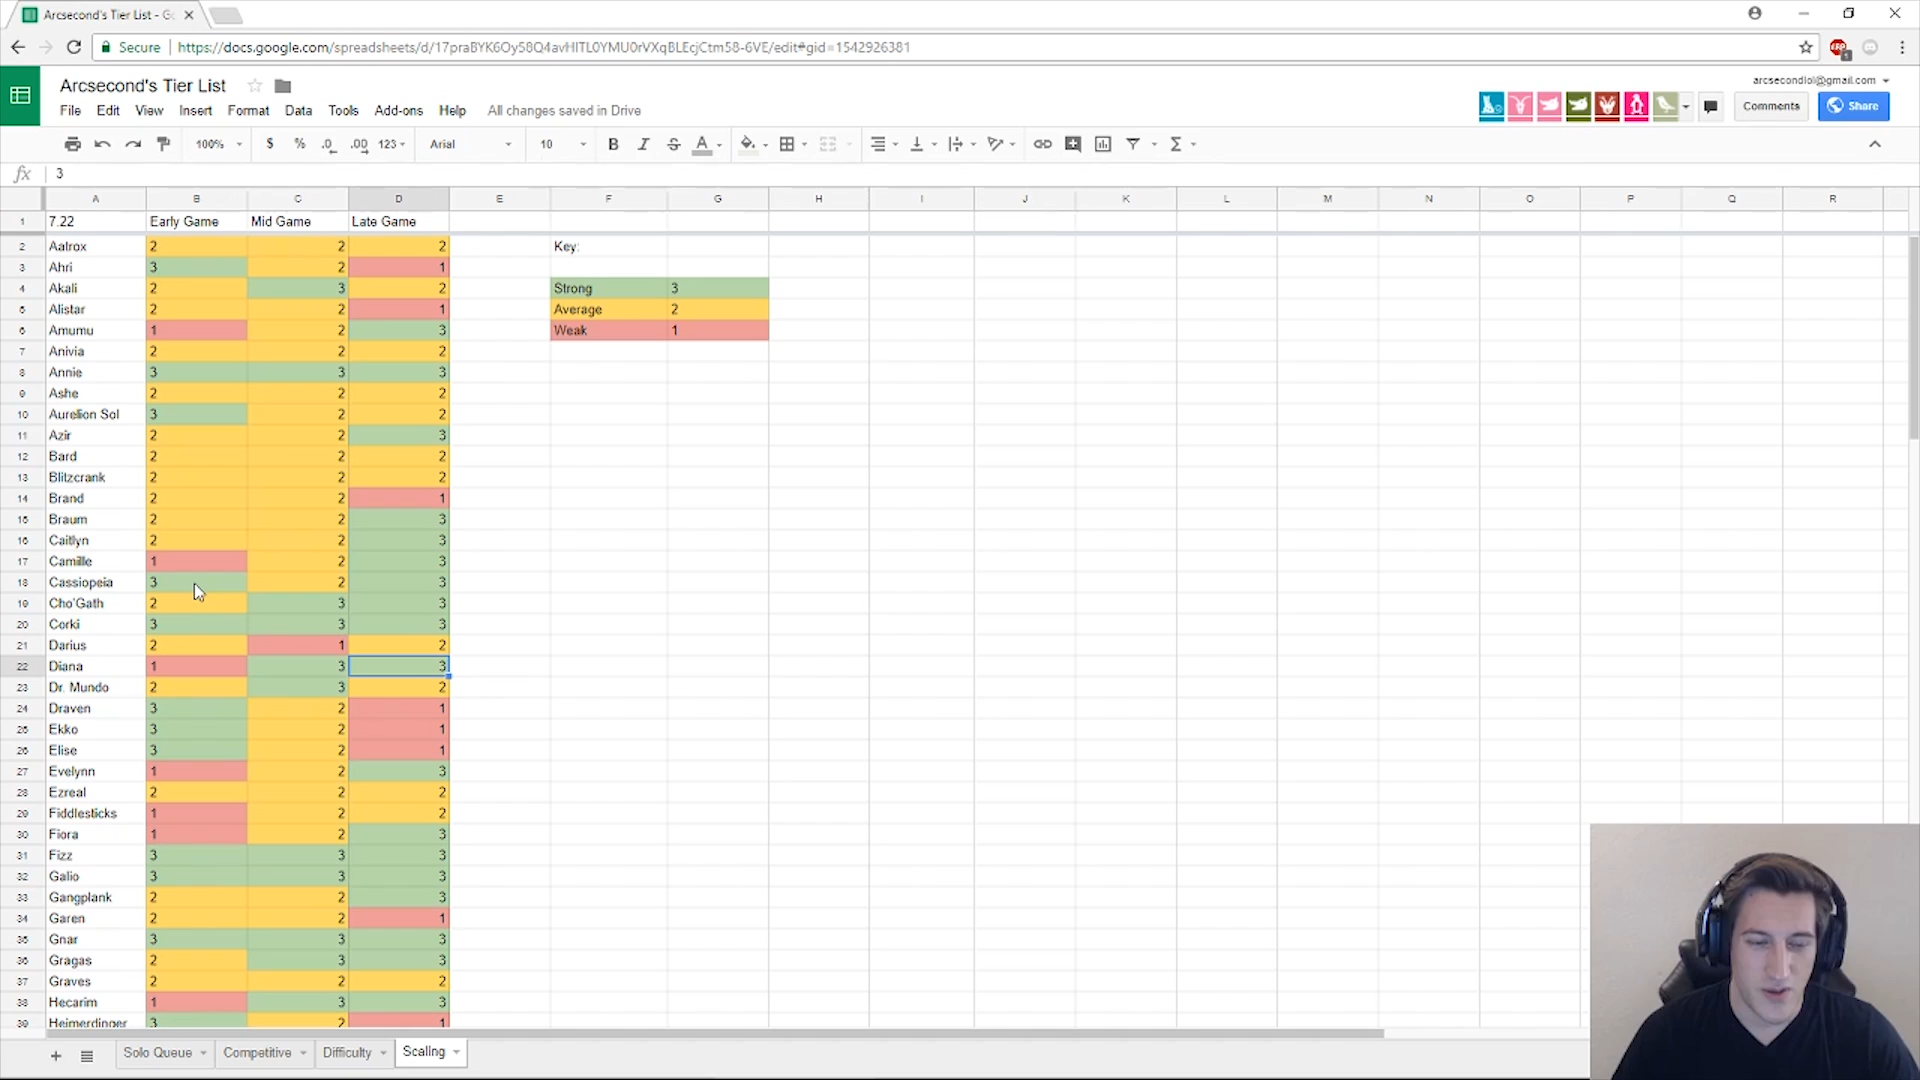 Arcsecond's Tier List - Go
Secure https://docs.google.com/spreadsheets/d/17praBYK6Oy58Q4avHITL0YMU0rVXqBLEcjCtm58-6VE/edit#gid=1542926381
Arcsecond's Tier List
arcsecondlol@gmail.com
File Edit View Insert Format Data Tools Add-ons Help All changes saved in Drive
Comments Share
100% $ % .0 .00 123 Arial 10 B I S A
fx 3
A B C D E F G H I J K L M N O P Q R
1 7.22 Early Game Mid Game Late Game
2 Aatrox 2 2 2 Key:
3 Ahri 3 2 1
4 Akali 2 3 2 Strong 3
5 Alistar 2 2 1 Average 2
6 Amumu 1 2 3 Weak 1
7 Anivia 2 2 2
8 Annie 3 3 3
9 Ashe 2 2 2
10 Aurelion Sol 3 2 2
11 Azir 2 2 3
12 Bard 2 2 2
13 Blitzcrank 2 2 2
14 Brand 2 2 1
15 Braum 2 2 3
16 Caitlyn 2 2 3
17 Camille 1 2 3
18 Cassiopeia 3 2 3
19 Cho'Gath 2 3 3
20 Corki 3 3 3
21 Darius 2 1 2
22 Diana 1 3 3
23 Dr. Mundo 2 3 2
24 Draven 3 2 1
25 Ekko 3 2 1
26 Elise 3 2 1
27 Evelynn 1 2 3
28 Ezreal 2 2 2
29 Fiddlesticks 1 2 2
30 Fiora 1 2 3
31 Fizz 3 3 3
32 Galio 3 3 3
33 Gangplank 2 2 3
34 Garen 2 2 1
35 Gnar 3 3 3
36 Gragas 2 3 3
37 Graves 2 2 2
38 Hecarim 1 3 3
39 Heimerdinger 3 2 1
Solo Queue Competitive Difficulty Scaling